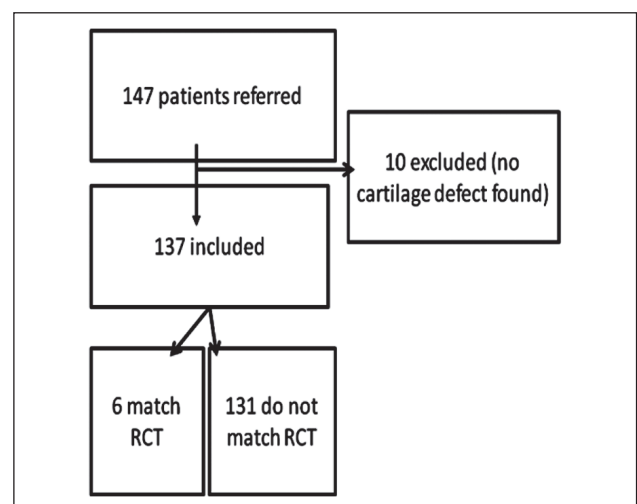 147 patients referred
10 excluded (no
cartilage defect found)
137 included
6 match
RCT
131 do not
match RCT